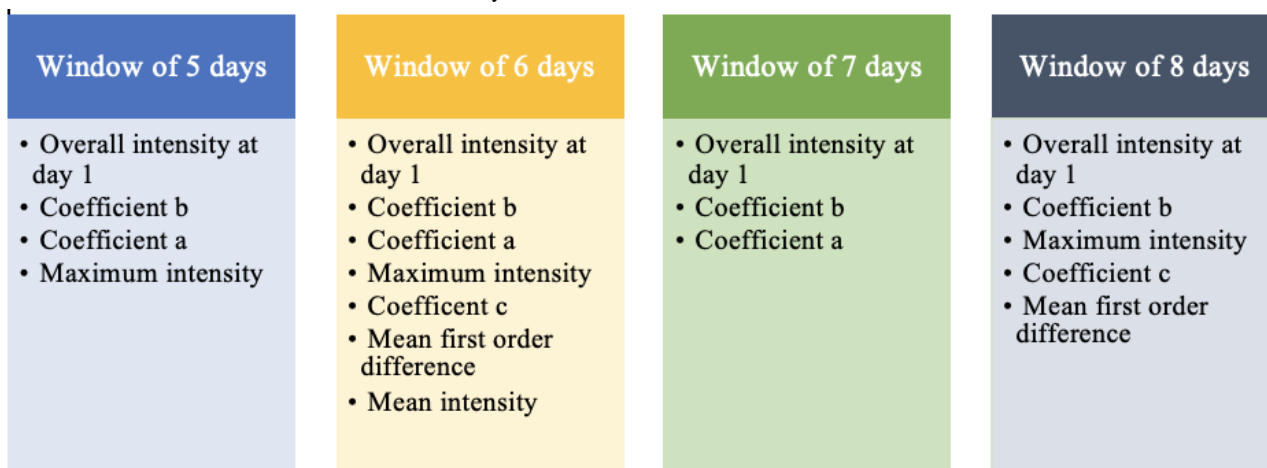 Window of 5 days
• Overall intensity at
day 1
• Coefficient b
• Coefficient a
• Maximum intensity
Window of 6 days
• Overall intensity at
day 1
• Coefficient b
• Coefficient a
• Maximum intensity
• Coefficent c
• Mean first order
difference
• Mean intensity
Window of 7 days
• Overall intensity at
day 1
• Coefficient b
• Coefficient a
Window of 8 days
• Overall intensity at
day 1
• Coefficient b
• Maximum intensity
• Coefficient c
• Mean first order
difference